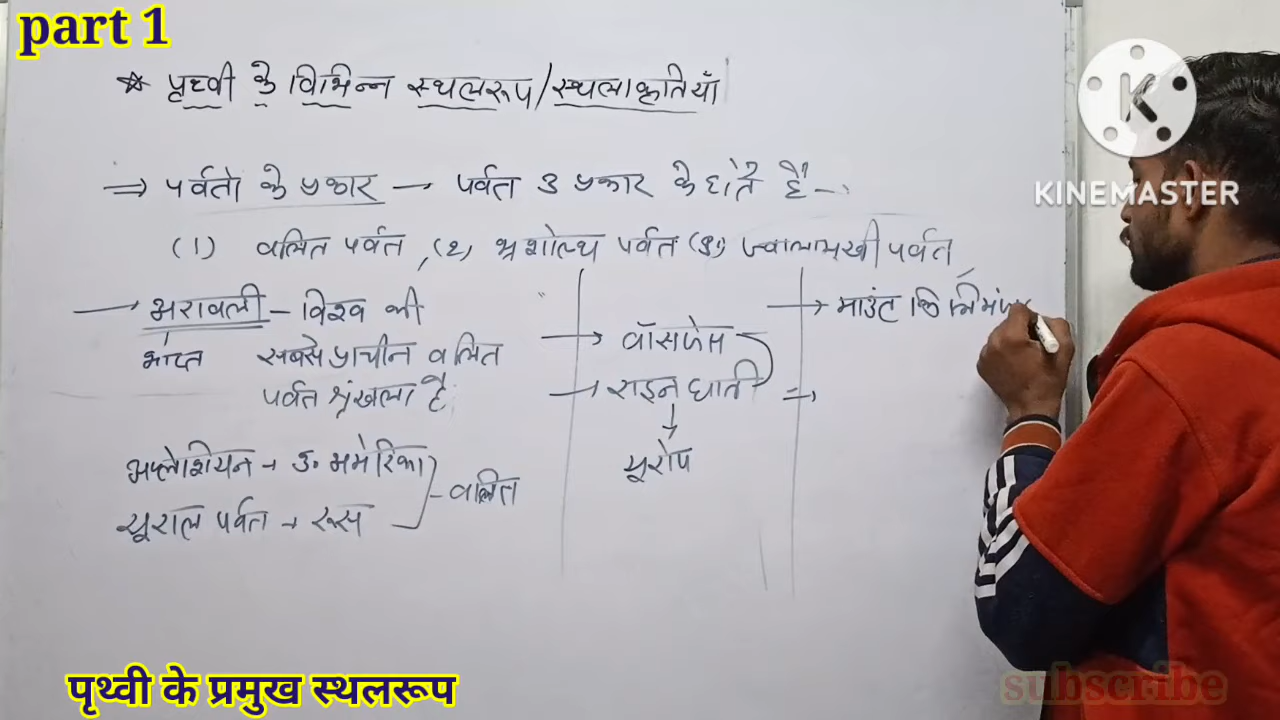 part 1
☆ पृथ्वी के विभिन्न स्थलरूप/स्थलाकृतियाँ
⇒ पर्वतो के प्रकार → पर्वत 3 प्रकार के होते हैं -
(1) वलित पर्वत, (2) भ्रंशोत्थ पर्वत (3) ज्वालामुखी पर्वत
→ अरावली - विश्व की
भारत सबसे प्राचीन वलित
पर्वत श्रृंखला है
अप्लेशियन → उ० अमेरिका
यूराल पर्वत → रूस
- वलित
→ वॉसजेस
→ राइन घाटी ⇒
↓
यूरोप
→ माउंट
KINEMASTER
पृथ्वी के प्रमुख स्थलरूप
subscribe